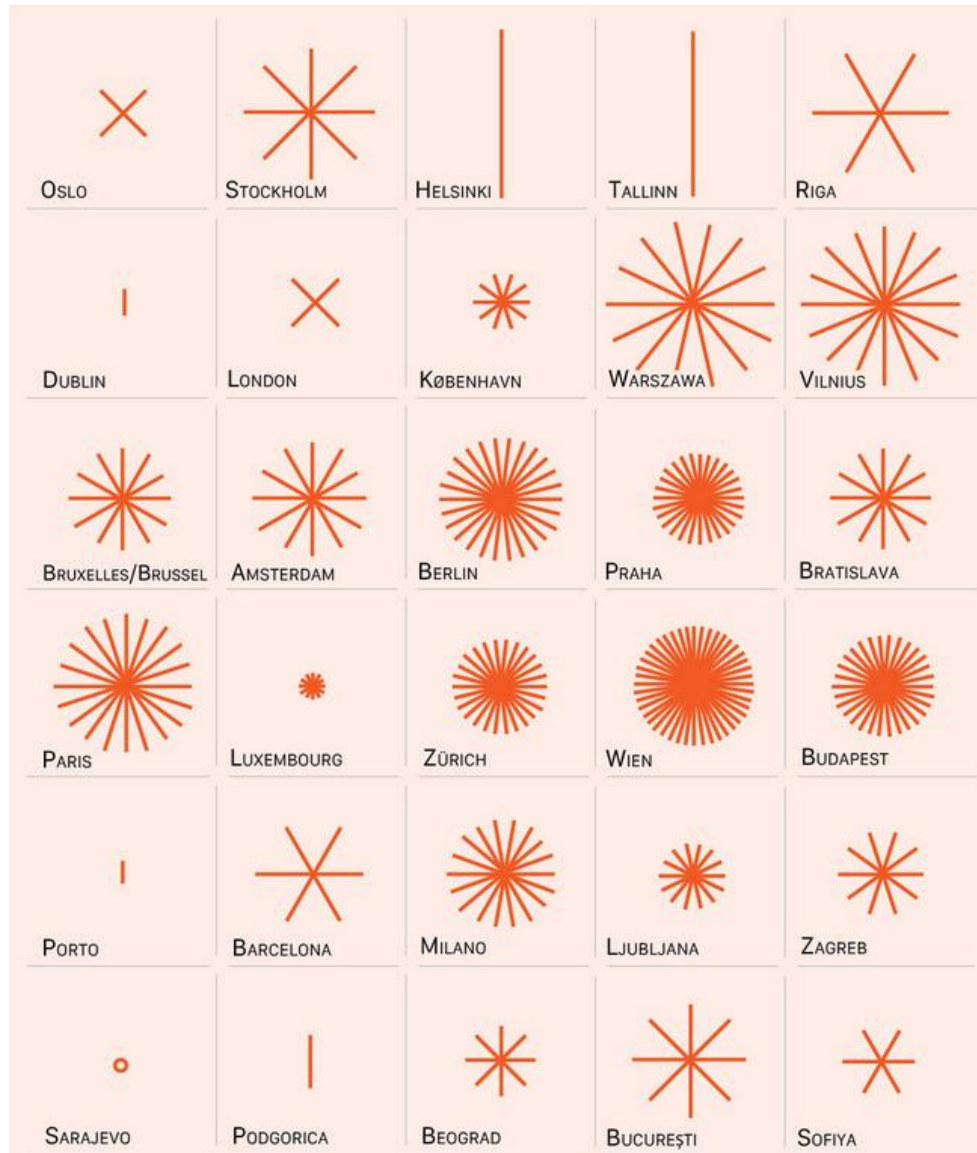 Oslo
Stockholm
Helsinki
Tallinn
Riga
Dublin
London
København
Warszawa
Vilnius
Bruxelles/Brussel
Amsterdam
Berlin
Praha
Bratislava
Paris
Luxembourg
Zürich
Wien
Budapest
Porto
Barcelona
Milano
Ljubljana
Zagreb
Sarajevo
Podgorica
Beograd
București
Sofiya